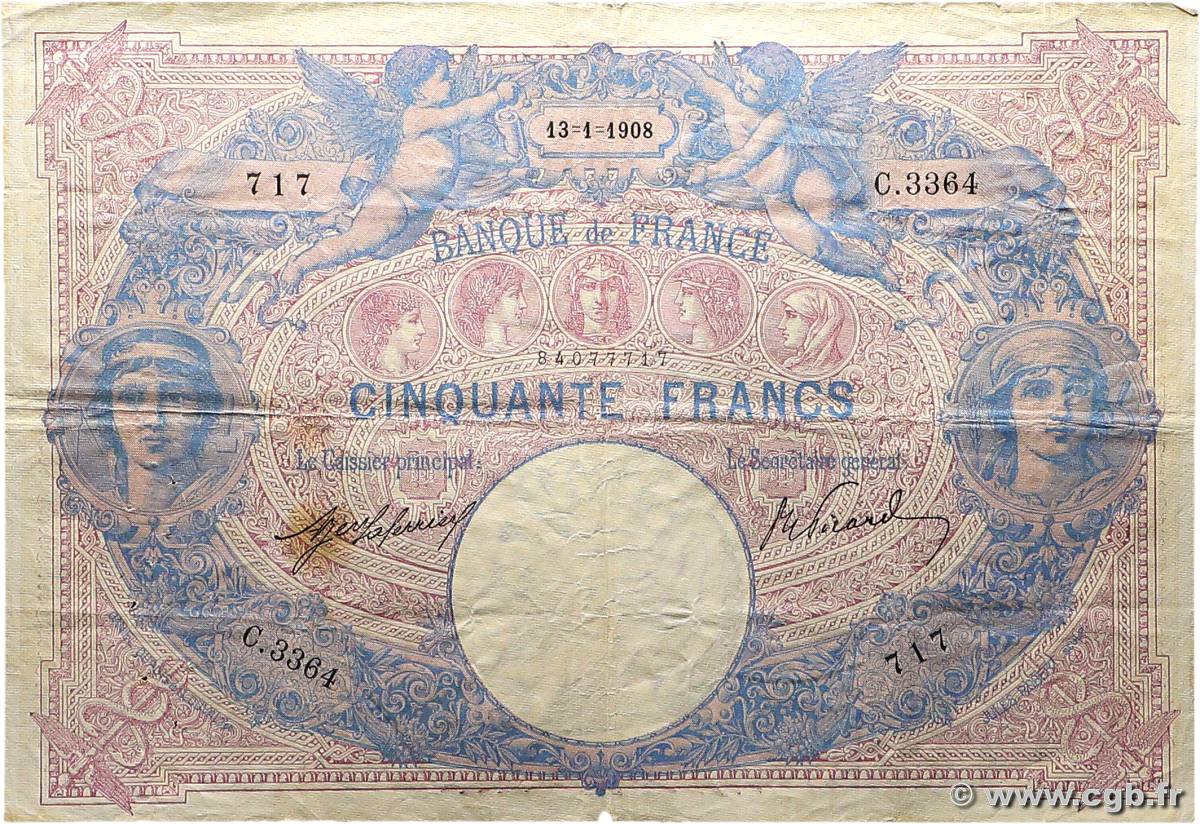 13=1=1908
717
C.3364
BANQUE de FRANCE
84077717
CINQUANTE FRANCS
Le Caissier principal,
Le Secrétaire général
C.3364
717
© www.cgb.fr